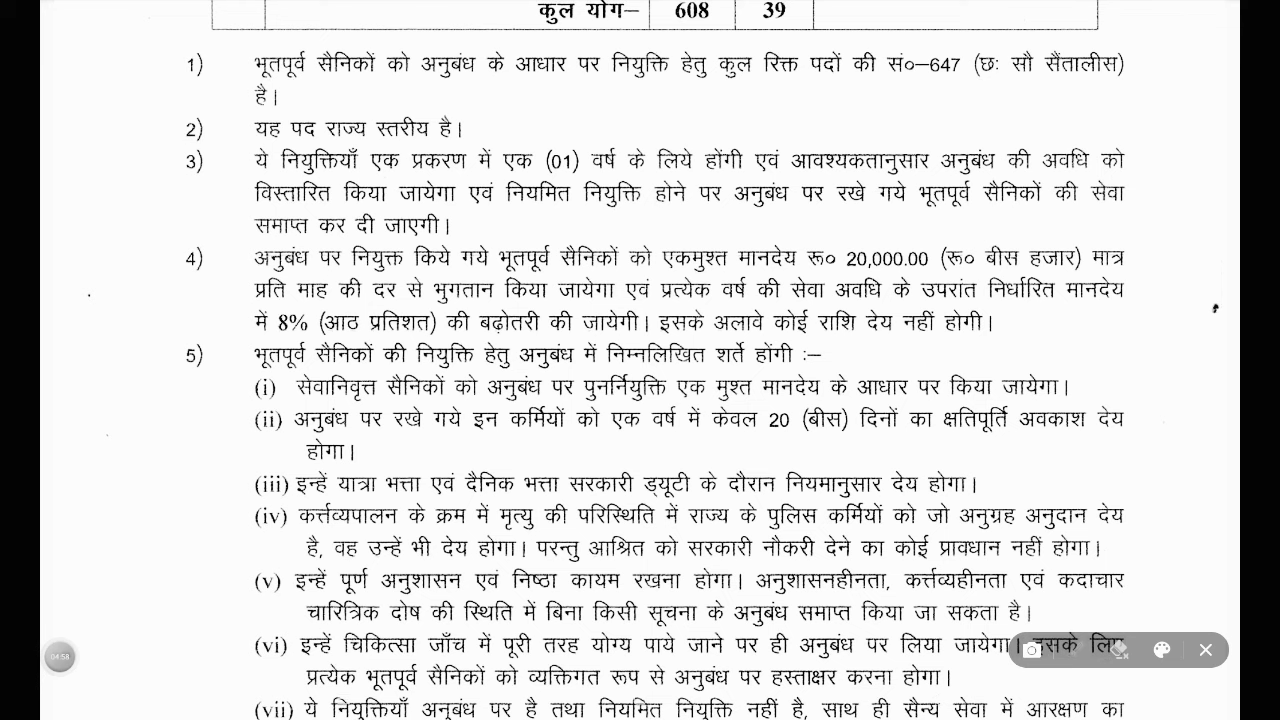 कुल योग– 608 39
1) भूतपूर्व सैनिकों को अनुबंध के आधार पर नियुक्ति हेतु कुल रिक्त पदों की सं०–647 (छः सौ सैंतालीस)
है।
2) यह पद राज्य स्तरीय है।
3) ये नियुक्तियाँ एक प्रकरण में एक (01) वर्ष के लिये होंगी एवं आवश्यकतानुसार अनुबंध की अवधि को
विस्तारित किया जायेगा एवं नियमित नियुक्ति होने पर अनुबंध पर रखे गये भूतपूर्व सैनिकों की सेवा
समाप्त कर दी जाएगी।
4) अनुबंध पर नियुक्त किये गये भूतपूर्व सैनिकों को एकमुश्त मानदेय रू० 20,000.00 (रू० बीस हजार) मात्र
प्रति माह की दर से भुगतान किया जायेगा एवं प्रत्येक वर्ष की सेवा अवधि के उपरांत निर्धारित मानदेय
में 8% (आठ प्रतिशत) की बढ़ोतरी की जायेगी। इसके अलावे कोई राशि देय नहीं होगी।
5) भूतपूर्व सैनिकों की नियुक्ति हेतु अनुबंध में निम्नलिखित शर्ते होंगी :–
(i) सेवानिवृत्त सैनिकों को अनुबंध पर पुनर्नियुक्ति एक मुश्त मानदेय के आधार पर किया जायेगा।
(ii) अनुबंध पर रखे गये इन कर्मियों को एक वर्ष में केवल 20 (बीस) दिनों का क्षतिपूर्ति अवकाश देय
होगा।
(iii) इन्हें यात्रा भत्ता एवं दैनिक भत्ता सरकारी ड्यूटी के दौरान नियमानुसार देय होगा।
(iv) कर्त्तव्यपालन के क्रम में मृत्यु की परिस्थिति में राज्य के पुलिस कर्मियों को जो अनुग्रह अनुदान देय
है, वह उन्हें भी देय होगा। परन्तु आश्रित को सरकारी नौकरी देने का कोई प्रावधान नहीं होगा।
(v) इन्हें पूर्ण अनुशासन एवं निष्ठा कायम रखना होगा। अनुशासनहीनता, कर्त्तव्यहीनता एवं कदाचार
चारित्रिक दोष की स्थिति में बिना किसी सूचना के अनुबंध समाप्त किया जा सकता है।
(vi) इन्हें चिकित्सा जाँच में पूरी तरह योग्य पाये जाने पर ही अनुबंध पर लिया जायेगा। इसके लिए
प्रत्येक भूतपूर्व सैनिकों को व्यक्तिगत रूप से अनुबंध पर हस्ताक्षर करना होगा।
04:58
(vii) ये नियुक्तियाँ अनुबंध पर है तथा नियमित नियुक्ति नहीं है, साथ ही सैन्य सेवा में आरक्षण का